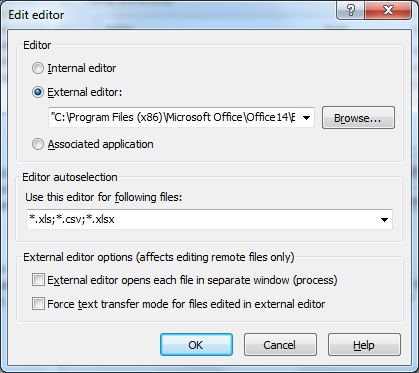 Edit editor
Editor
Internal editor
External editor:
"C:\Program Files (x86)\Microsoft Office\Office14\E
Browse...
Associated application
Editor autoselection
Use this editor for following files:
*.xls;*.csv;*.xlsx
External editor options (affects editing remote files only)
External editor opens each file in separate window (process)
Force text transfer mode for files edited in external editor
OK
Cancel
Help